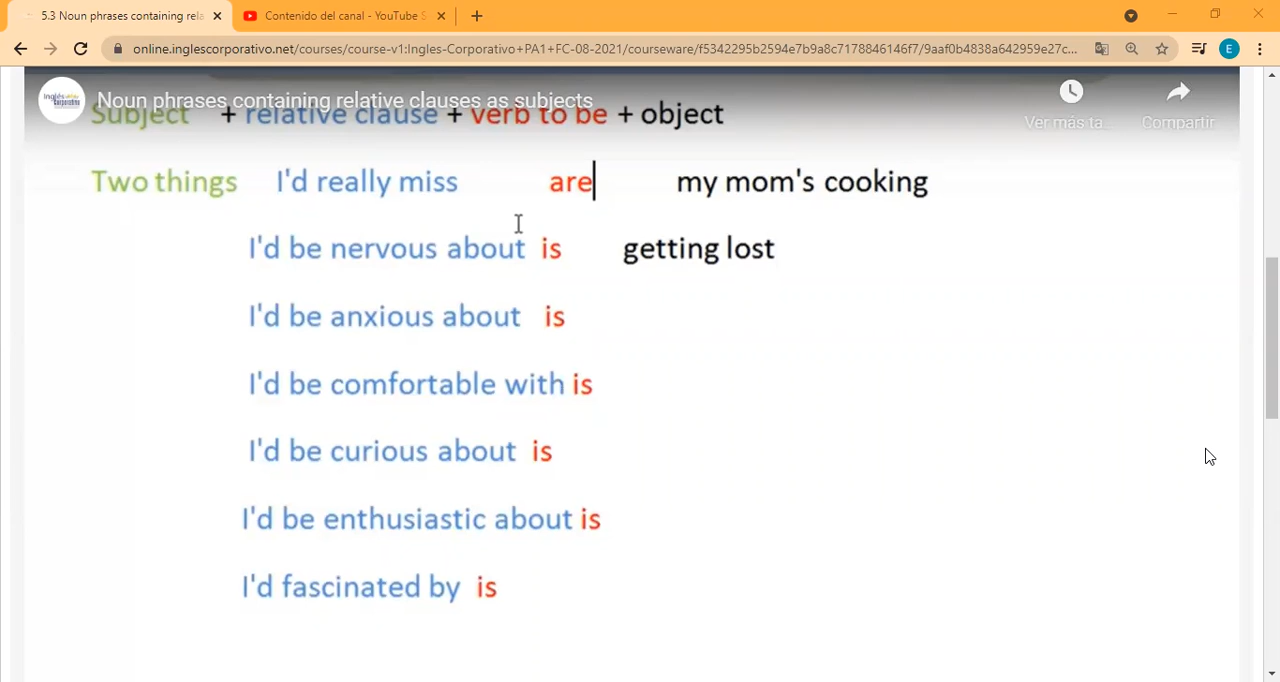 5.3 Noun phrases containing rela
Contenido del canal - YouTube S
online.inglescorporativo.net/courses/course-v1:Ingles-Corporativo+PA1+FC-08-2021/courseware/f5342295b2594e7b9a8c7178846146f7/9aaf0b4838a642959e27c...
E
Noun phrases containing relative clauses as subjects
Ver más ta...
Compartir
Subject + relative clause + verb to be + object
Two things I'd really miss are my mom's cooking
I'd be nervous about is getting lost
I'd be anxious about is
I'd be comfortable with is
I'd be curious about is
I'd be enthusiastic about is
I'd fascinated by is